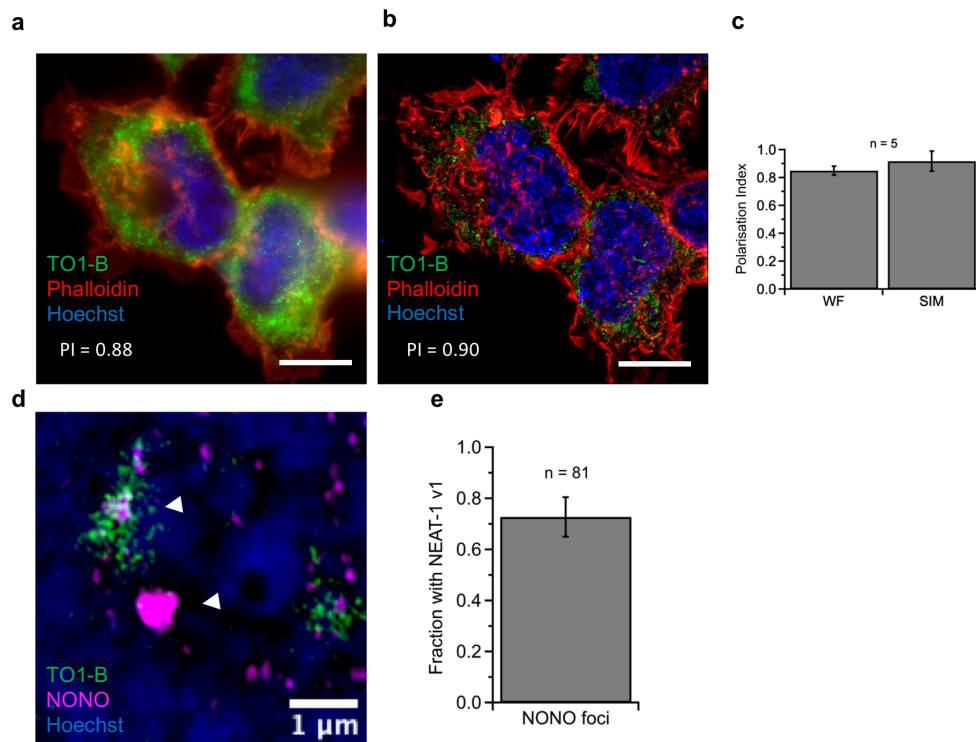 a
b
c
TO1-B
Phalloidin
Hoechst
PI = 0.88
TO1-B
Phalloidin
Hoechst
PI = 0.90
n = 5
1.0
0.8
0.6
0.4
0.2
0.0
Polarisation Index
WF
SIM
d
TO1-B
NONO
Hoechst
1 µm
e
n = 81
1.0
0.8
0.6
0.4
0.2
0.0
Fraction with NEAT-1 v1
NONO foci